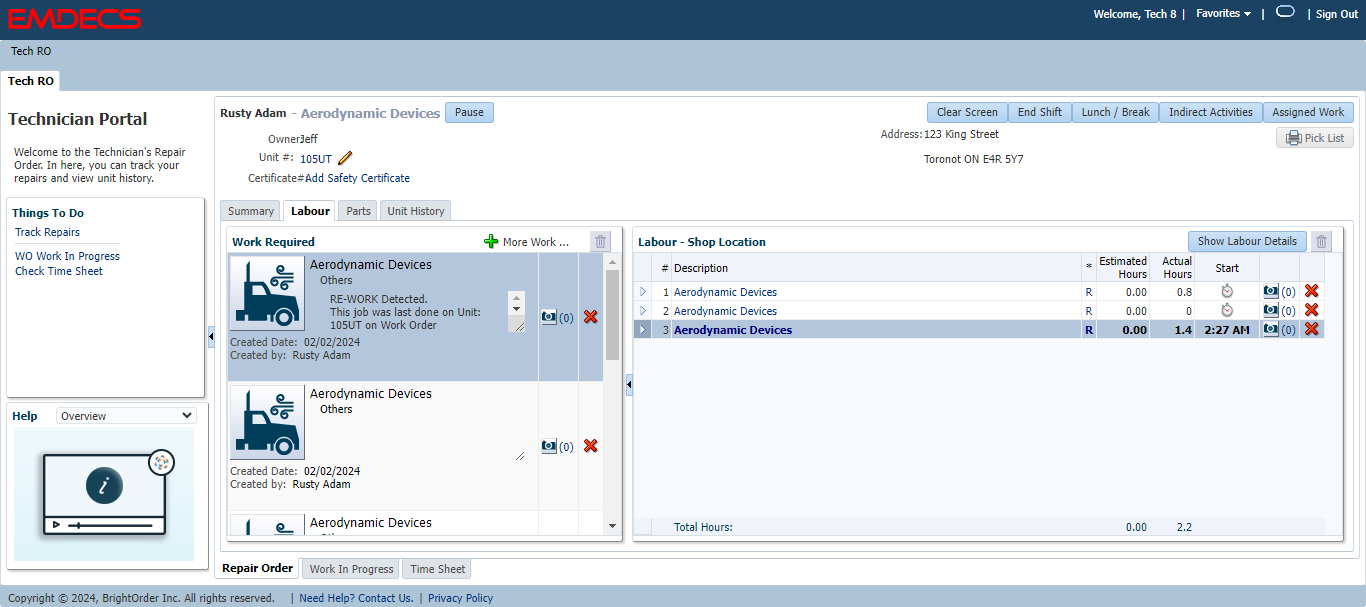 EMDECS
Welcome, Tech 8 | Favorites | | Sign Out
Tech RO
Tech RO
Technician Portal
Welcome to the Technician's Repair
Order. In here, you can track your
repairs and view unit history.
Things To Do
Track Repairs
WO Work In Progress
Check Time Sheet
Help Overview
Rusty Adam - Aerodynamic Devices Pause
Clear Screen End Shift Lunch / Break Indirect Activities Assigned Work
Owner:Jeff
Address: 123 King Street
Pick List
Unit #: 105UT
Toronot ON E4R 5Y7
Certificate# Add Safety Certificate
Summary Labour Parts Unit History
Work Required More Work ...
Aerodynamic Devices
Others
RE-WORK Detected.
This job was last done on Unit:
105UT on Work Order
(0)
Created Date: 02/02/2024
Created by: Rusty Adam
Aerodynamic Devices
Others
(0)
Created Date: 02/02/2024
Created by: Rusty Adam
Aerodynamic Devices
Labour - Shop Location Show Labour Details
# Description * Estimated Hours Actual Hours Start
1 Aerodynamic Devices R 0.00 0.8 (0)
2 Aerodynamic Devices R 0.00 0 (0)
3 Aerodynamic Devices R 0.00 1.4 2:27 AM (0)
Total Hours: 0.00 2.2
Repair Order Work In Progress Time Sheet
Copyright © 2024, BrightOrder Inc. All rights reserved. | Need Help? Contact Us. | Privacy Policy